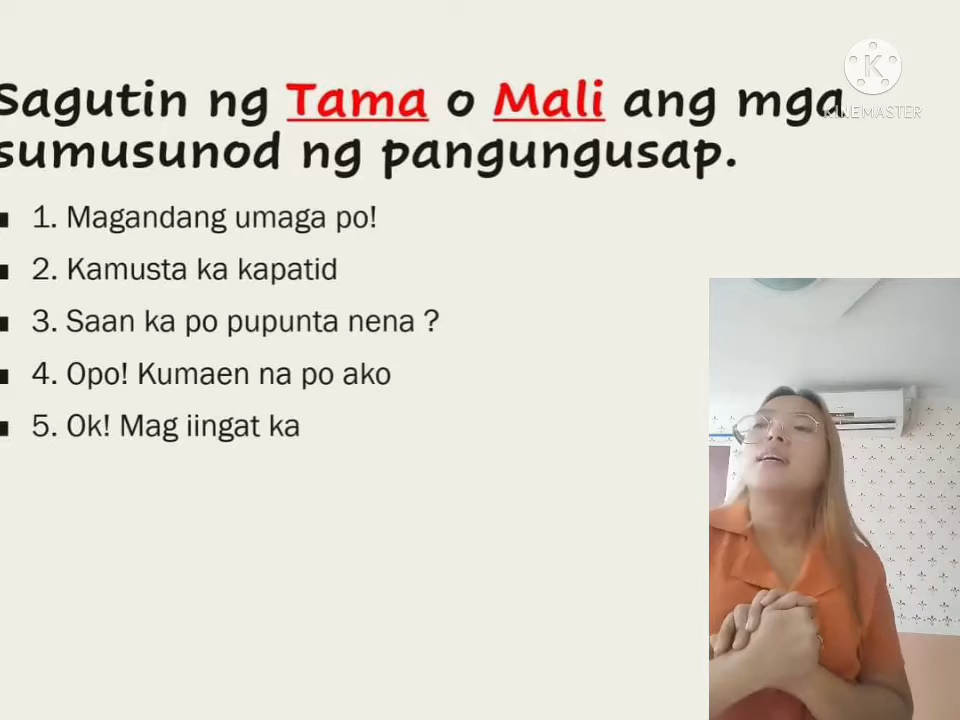 Sagutin ng Tama o Mali ang mga
sumusunod ng pangungusap.
1. Magandang umaga po!
2. Kamusta ka kapatid
3. Saan ka po pupunta nena ?
4. Opo! Kumaen na po ako
5. Ok! Mag iingat ka
K
KINEMASTER